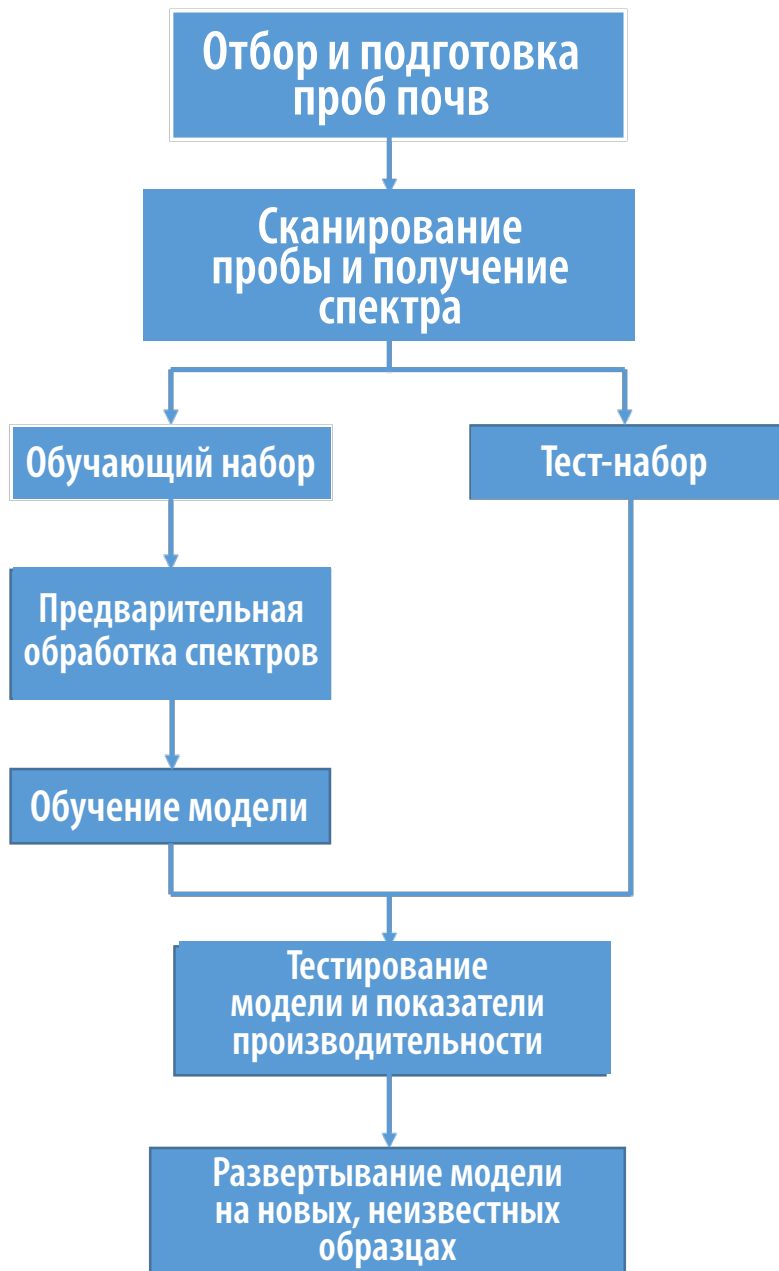 Отбор и подготовка
проб почв
Сканирование
пробы и получение
спектра
Обучающий набор
Тест-набор
Предварительная
обработка спектров
Обучение модели
Тестирование
модели и показатели
производительности
Развертывание модели
на новых, неизвестных
образцах